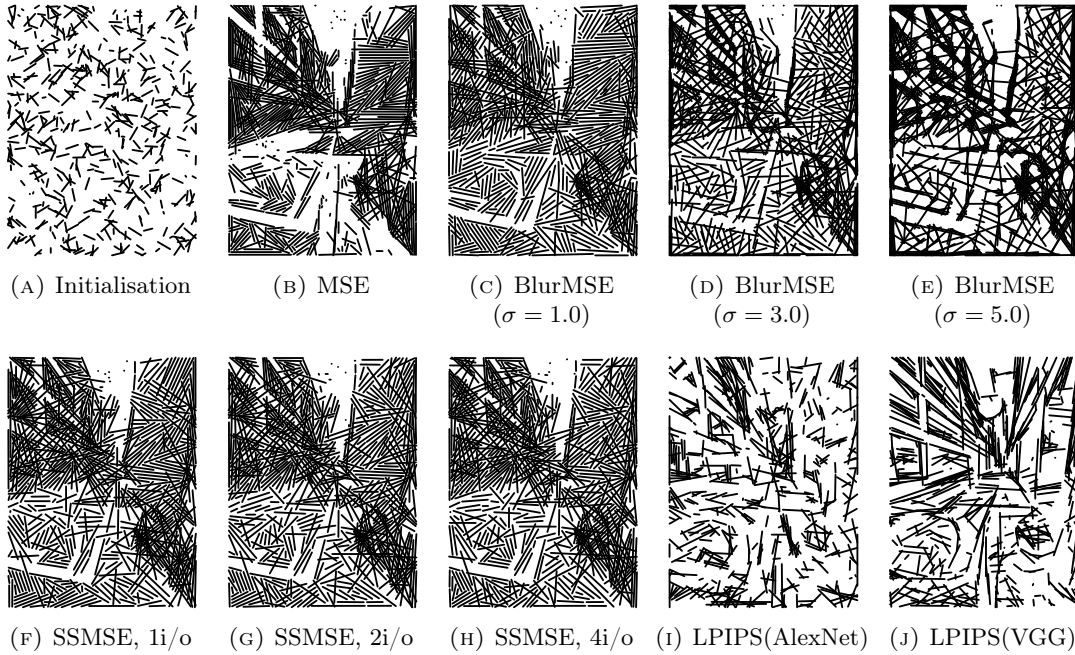 (A) Initialisation
(B) MSE
(C) BlurMSE
(σ = 1.0)
(D) BlurMSE
(σ = 3.0)
(E) BlurMSE
(σ = 5.0)
(F) SSMSE, 1i/o
(G) SSMSE, 2i/o
(H) SSMSE, 4i/o
(I) LPIPS(AlexNet)
(J) LPIPS(VGG)